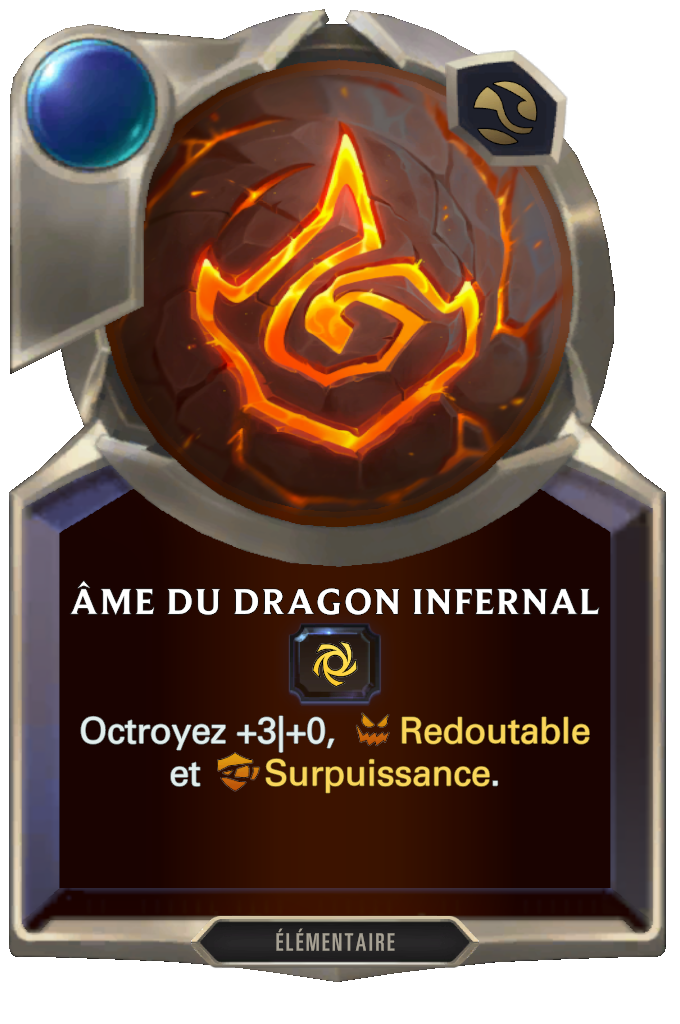 ÂME DU DRAGON INFERNAL
Octroyez +3|+0, Redoutable
et Surpuissance.
ÉLÉMENTAIRE